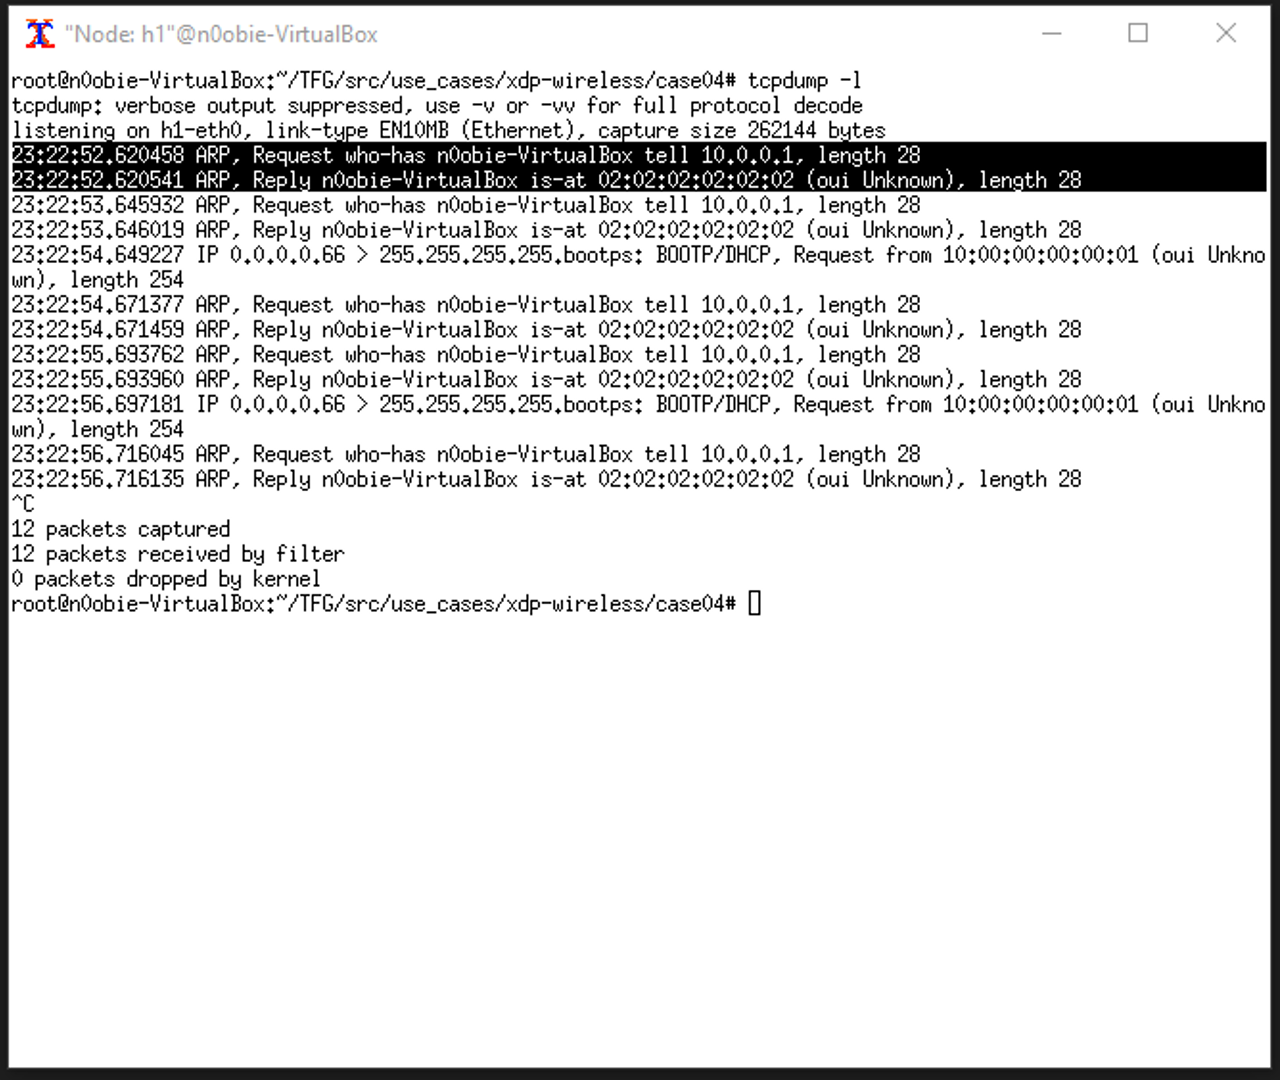 "Node: h1"@n0obie-VirtualBox
root@n0obie-VirtualBox:~/TFG/src/use_cases/xdp-wireless/case04# tcpdump -l
tcpdump: verbose output suppressed, use -v or -vv for full protocol decode
listening on h1-eth0, link-type EN10MB (Ethernet), capture size 262144 bytes
23:22:52.620458 ARP, Request who-has n0obie-VirtualBox tell 10.0.0.1, length 28
23:22:52.620541 ARP, Reply n0obie-VirtualBox is-at 02:02:02:02:02:02 (oui Unknown), length 28
23:22:53.645932 ARP, Request who-has n0obie-VirtualBox tell 10.0.0.1, length 28
23:22:53.646019 ARP, Reply n0obie-VirtualBox is-at 02:02:02:02:02:02 (oui Unknown), length 28
23:22:54.649227 IP 0.0.0.0.66 > 255.255.255.255.bootps: BOOTP/DHCP, Request from 10:00:00:00:00:01 (oui Unkno
wn), length 254
23:22:54.671377 ARP, Request who-has n0obie-VirtualBox tell 10.0.0.1, length 28
23:22:54.671459 ARP, Reply n0obie-VirtualBox is-at 02:02:02:02:02:02 (oui Unknown), length 28
23:22:55.693762 ARP, Request who-has n0obie-VirtualBox tell 10.0.0.1, length 28
23:22:55.693960 ARP, Reply n0obie-VirtualBox is-at 02:02:02:02:02:02 (oui Unknown), length 28
23:22:56.697181 IP 0.0.0.0.66 > 255.255.255.255.bootps: BOOTP/DHCP, Request from 10:00:00:00:00:01 (oui Unkno
wn), length 254
23:22:56.716045 ARP, Request who-has n0obie-VirtualBox tell 10.0.0.1, length 28
23:22:56.716135 ARP, Reply n0obie-VirtualBox is-at 02:02:02:02:02:02 (oui Unknown), length 28
^C
12 packets captured
12 packets received by filter
0 packets dropped by kernel
root@n0obie-VirtualBox:~/TFG/src/use_cases/xdp-wireless/case04#